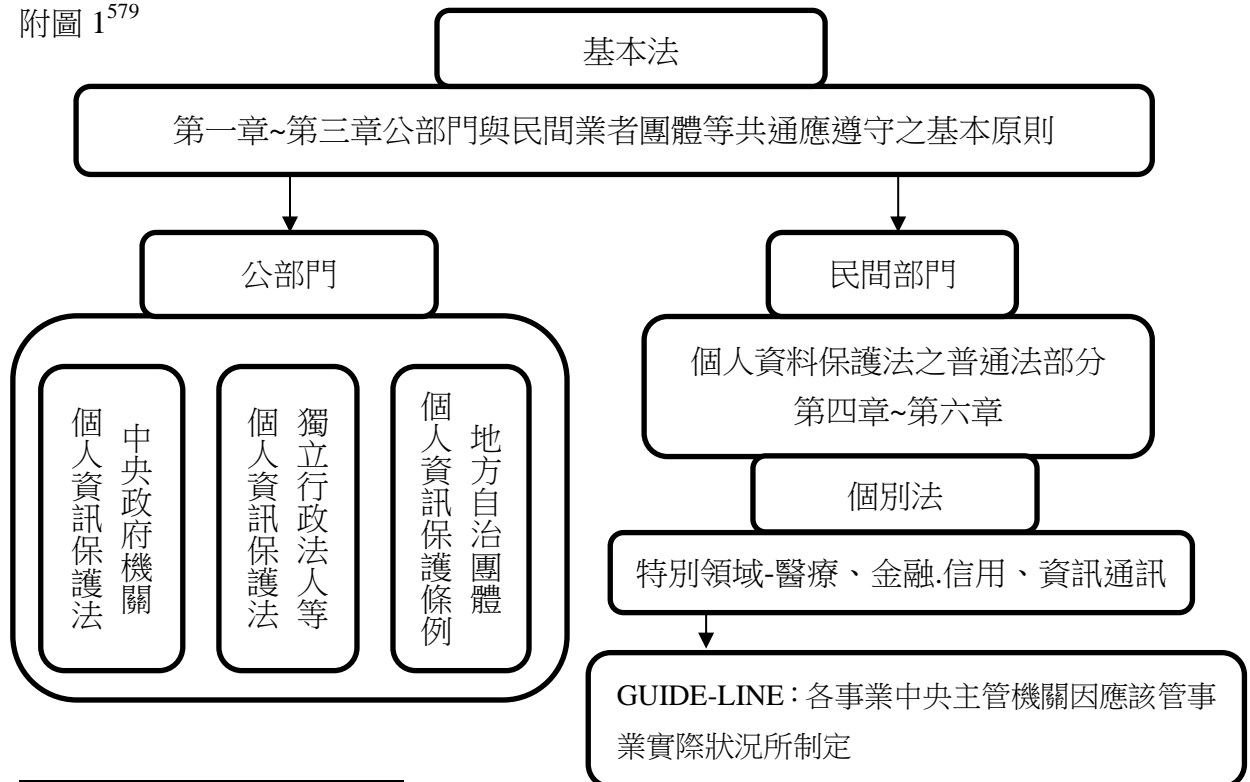 附圖 1579
基本法
第一章~第三章公部門與民間業者團體等共通應遵守之基本原則
公部門
民間部門
中央政府機關
個人資訊保護法
獨立行政法人等
個人資訊保護法
地方自治團體
個人資訊保護條例
個人資料保護法之普通法部分
第四章~第六章
個別法
特別領域-醫療、金融.信用、資訊通訊
GUIDE-LINE：各事業中央主管機關因應該管事
業實際狀況所制定